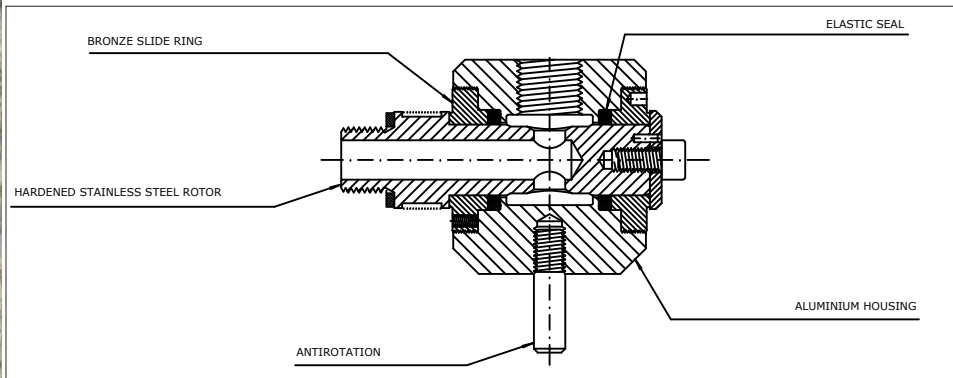 ELASTIC SEAL
BRONZE SLIDE RING
HARDENED STAINLESS STEEL ROTOR
ALUMINIUM HOUSING
ANTIROTATION